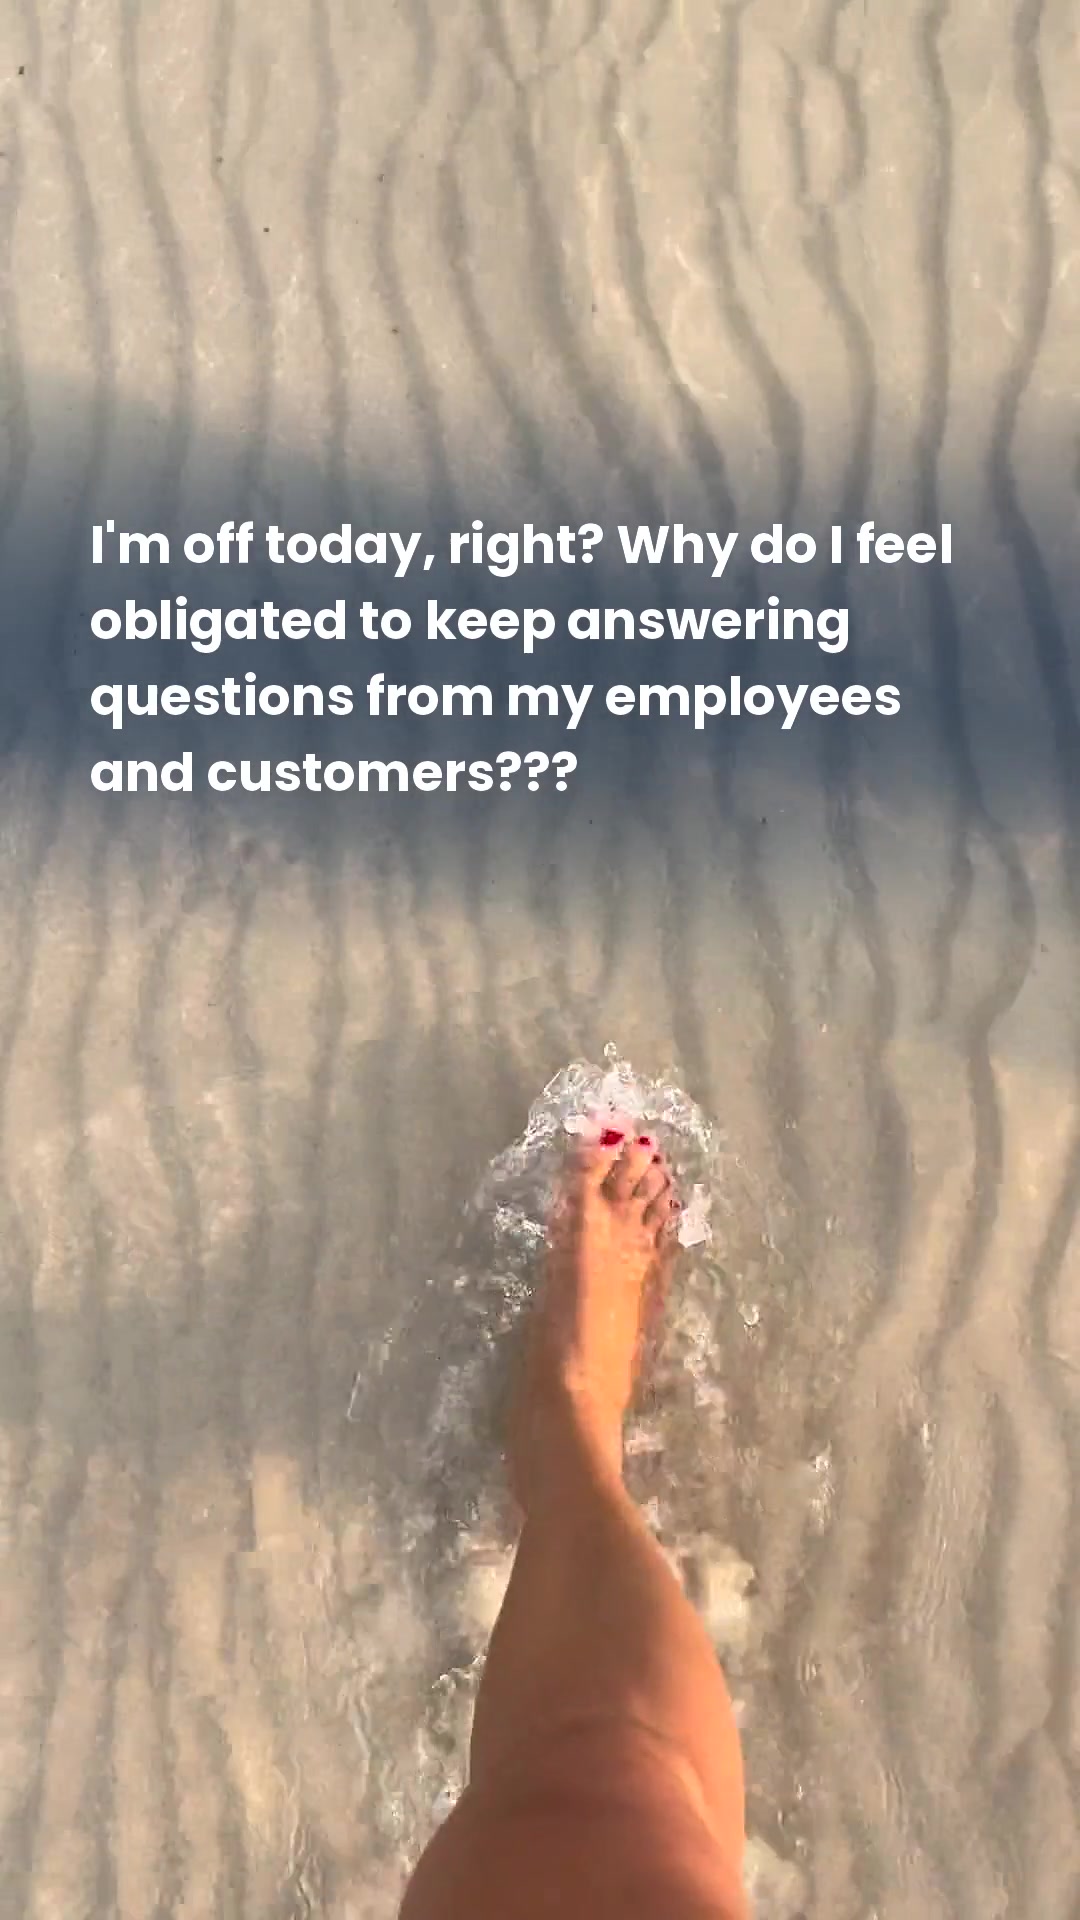 I'm off today, right? Why do I feel
obligated to keep answering
questions from my employees
and customers???